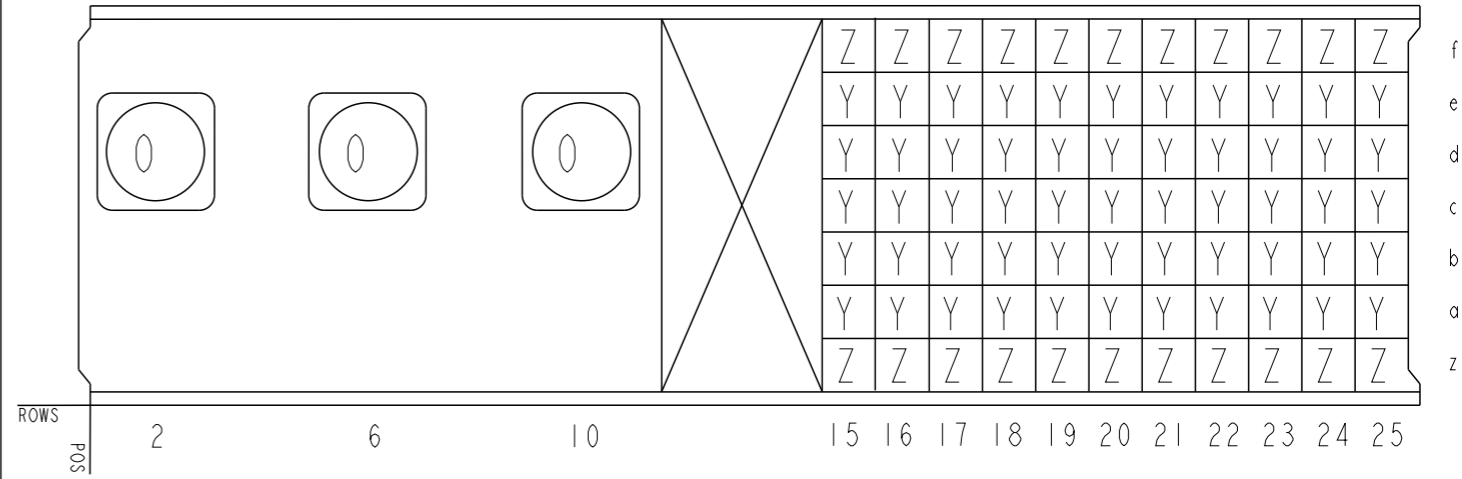 Z Z Z Z Z Z Z Z Z Z Z f
Y Y Y Y Y Y Y Y Y Y Y e
Y Y Y Y Y Y Y Y Y Y Y d
Y Y Y Y Y Y Y Y Y Y Y c
Y Y Y Y Y Y Y Y Y Y Y b
Y Y Y Y Y Y Y Y Y Y Y a
Z Z Z Z Z Z Z Z Z Z Z z
ROWS
POS 2 6 10 15 16 17 18 19 20 21 22 23 24 25